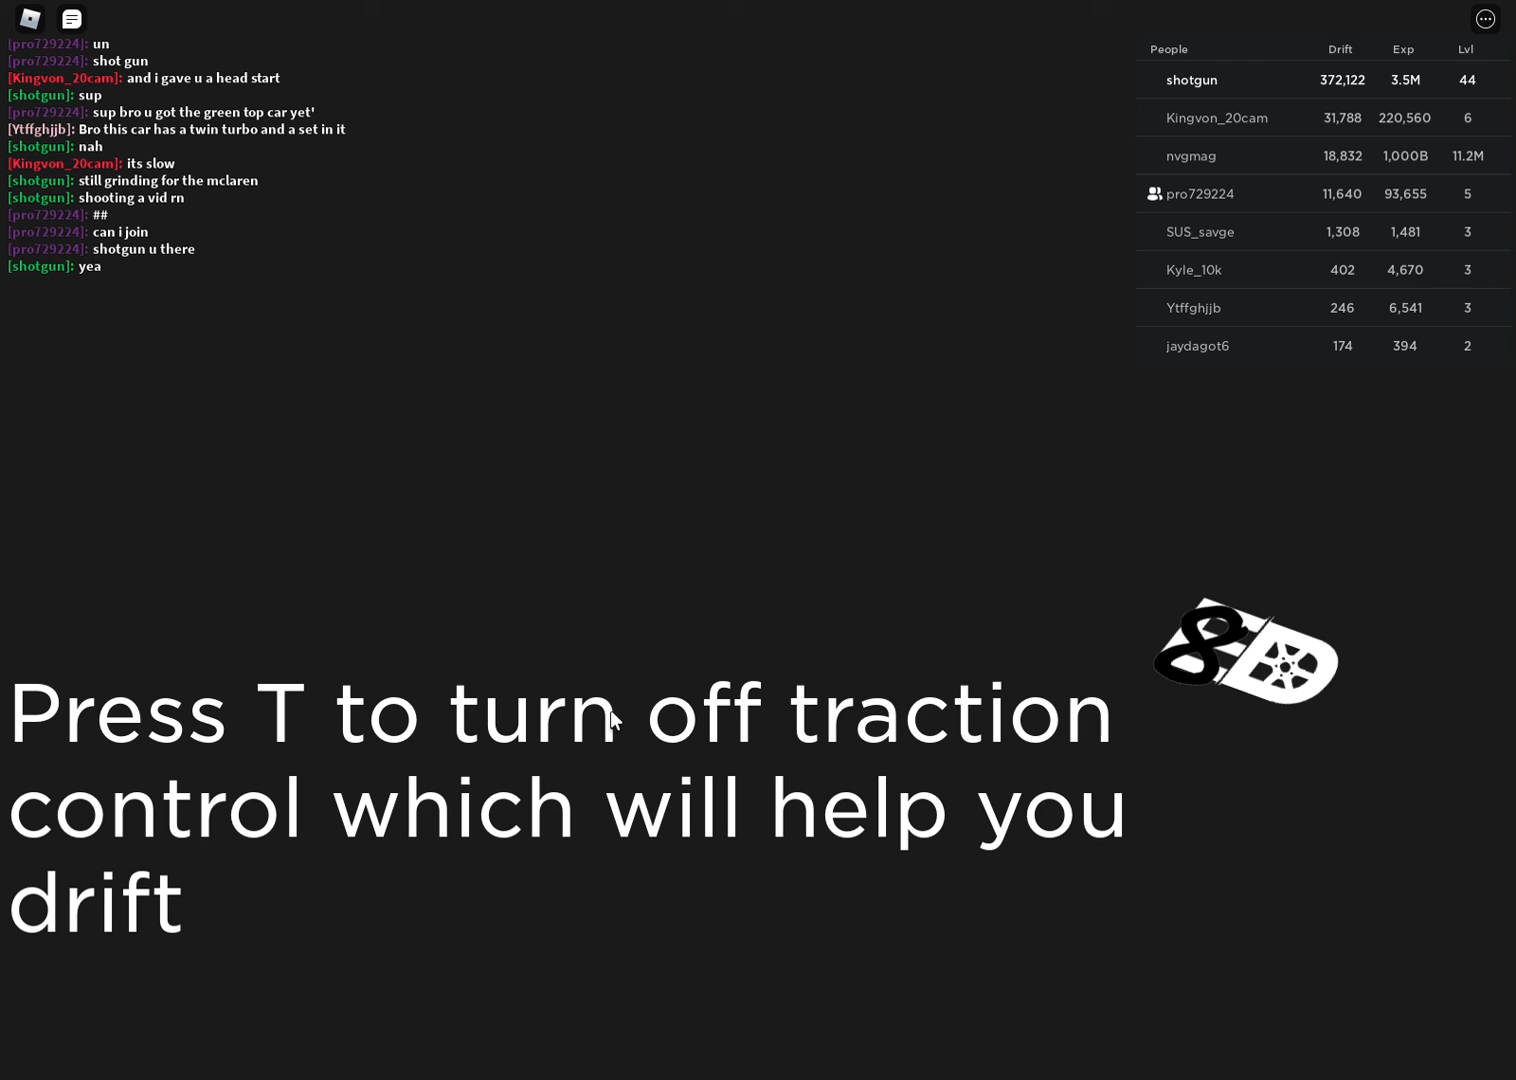 [pro729224]: un
[pro729224]: shot gun
[Kingvon_20cam]: and i gave u a head start
[shotgun]: sup
[pro729224]: sup bro u got the green top car yet'
[Ytffghjjb]: Bro this car has a twin turbo and a set in it
[shotgun]: nah
[Kingvon_20cam]: its slow
[shotgun]: still grinding for the mclaren
[shotgun]: shooting a vid rn
[pro729224]: ##
[pro729224]: can i join
[pro729224]: shotgun u there
[shotgun]: yea
People Drift Exp Lvl
shotgun 372,122 3.5M 44
Kingvon_20cam 31,788 220,560 6
nvgmag 18,832 1,000B 11.2M
pro729224 11,640 93,655 5
SUS_savge 1,308 1,481 3
Kyle_10k 402 4,670 3
Ytffghjjb 246 6,541 3
jaydagot6 174 394 2
8D
Press T to turn off traction
control which will help you
drift